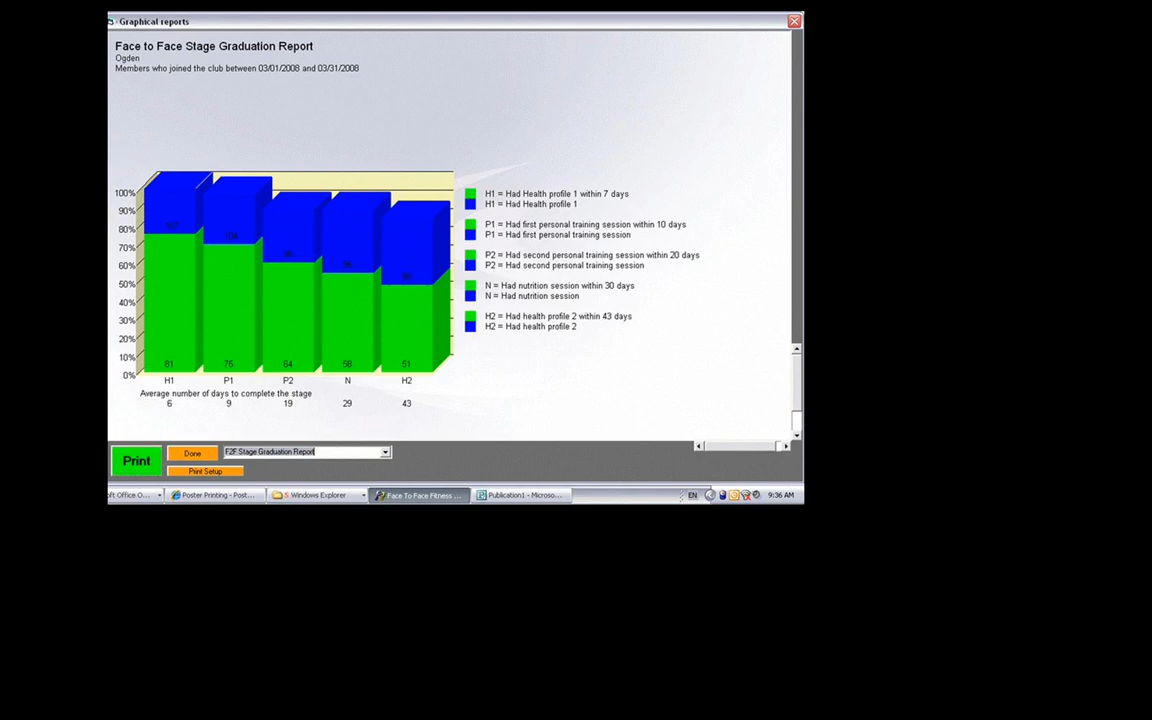 Graphical reports
Face to Face Stage Graduation Report
Ogden
Members who joined the club between 03/01/2008 and 03/31/2008
100%
90%
80%
70%
60%
50%
40%
30%
20%
10%
0%
104
81
75
64
58
51
H1
P1
P2
N
H2
Average number of days to complete the stage
6
9
19
29
43
H1 = Had Health profile 1 within 7 days
H1 = Had Health profile 1
P1 = Had first personal training session within 10 days
P1 = Had first personal training session
P2 = Had second personal training session within 20 days
P2 = Had second personal training session
N = Had nutrition session within 30 days
N = Had nutrition session
H2 = Had health profile 2 within 43 days
H2 = Had health profile 2
Print
Done
F2F Stage Graduation Report
Print Setup
oft Office O...
Poster Printing - Post...
5 Windows Explorer
Face To Face Fitness ...
Publication1 - Microso...
EN
9:36 AM